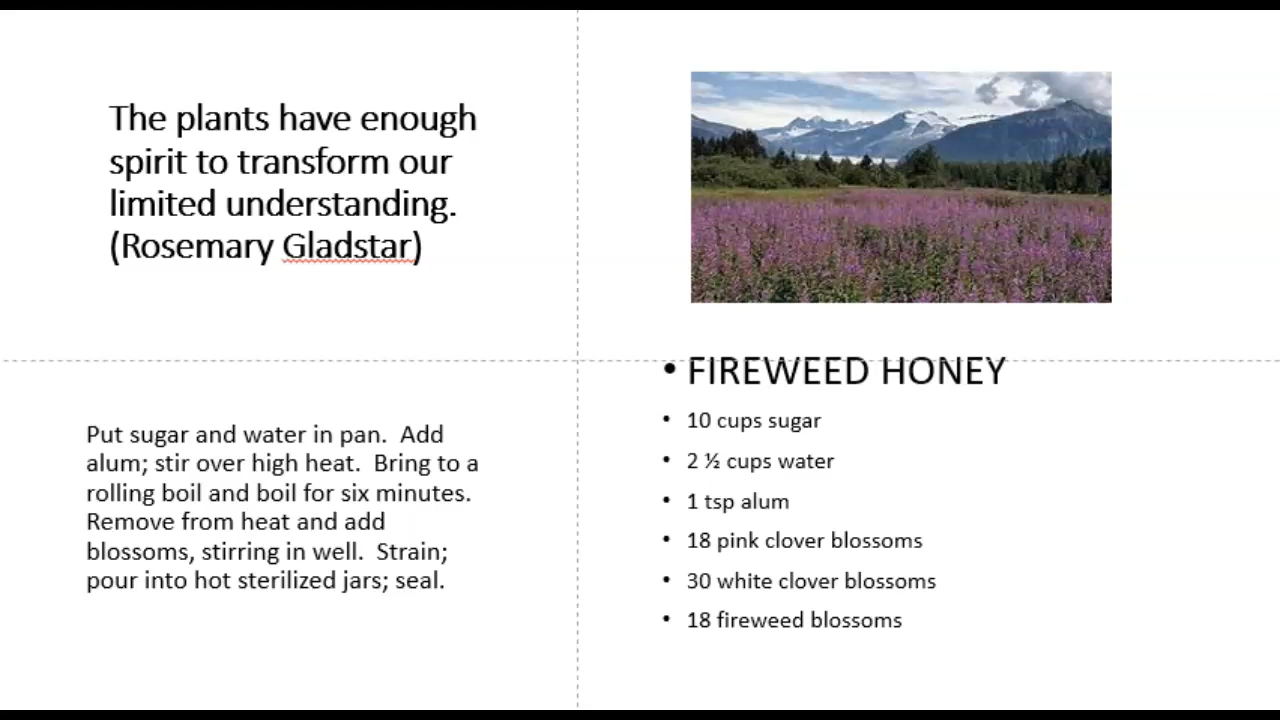 The plants have enough
spirit to transform our
limited understanding.
(Rosemary Gladstar)
• FIREWEED HONEY
• 10 cups sugar
• 2 ½ cups water
• 1 tsp alum
• 18 pink clover blossoms
• 30 white clover blossoms
• 18 fireweed blossoms
Put sugar and water in pan.  Add
alum; stir over high heat.  Bring to a
rolling boil and boil for six minutes.
Remove from heat and add
blossoms, stirring in well.  Strain;
pour into hot sterilized jars; seal.